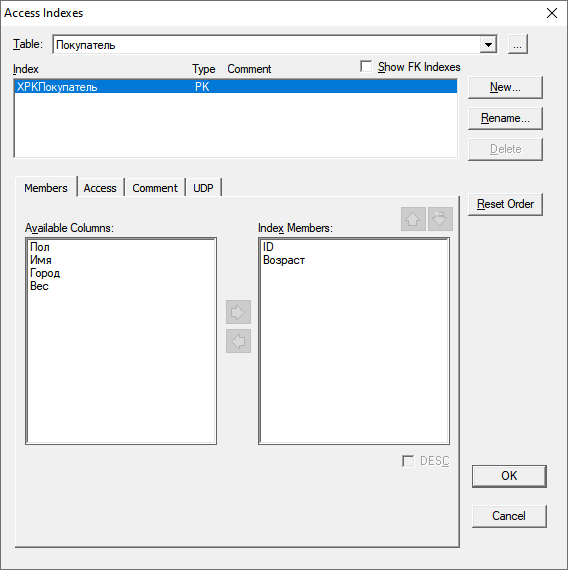 Access Indexes
Table: Покупатель ...
Index Type Comment Show FK Indexes
XPKПокупатель PK
New...
Rename...
Delete
Members Access Comment UDP
Reset Order
Available Columns: Index Members:
Пол ID
Имя Возраст
Город
Вес
DESC
OK
Cancel